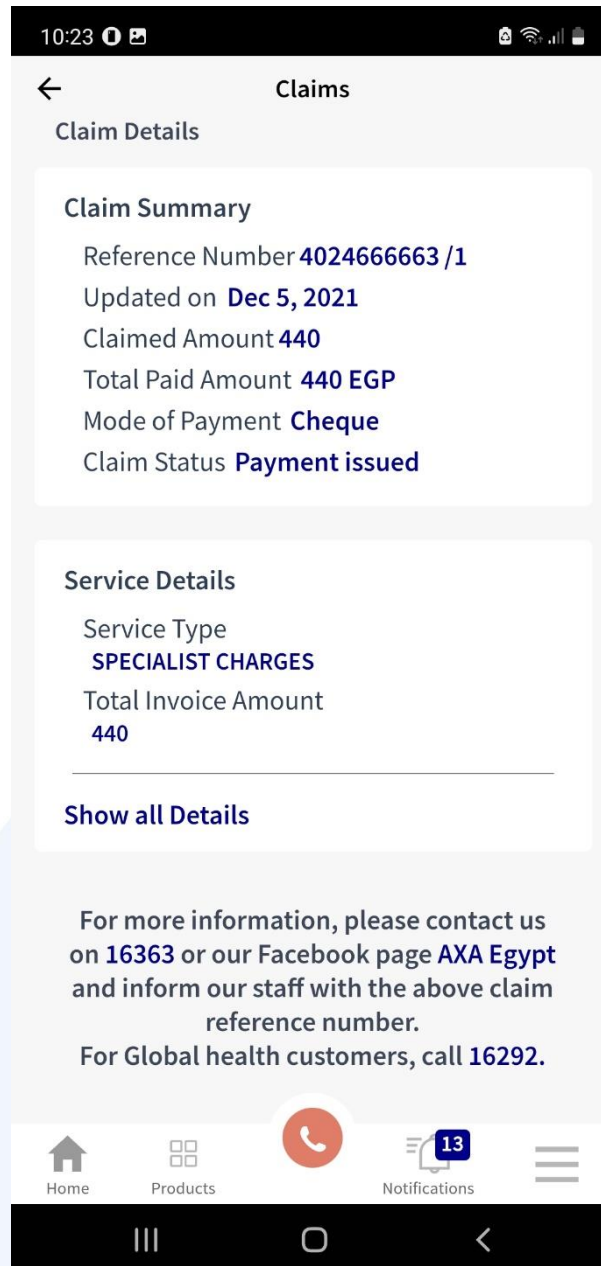 10:23
Claims
Claim Details
Claim Summary
Reference Number 4024666663 /1
Updated on Dec 5, 2021
Claimed Amount 440
Total Paid Amount 440 EGP
Mode of Payment Cheque
Claim Status Payment issued
Service Details
Service Type
SPECIALIST CHARGES
Total Invoice Amount
440
Show all Details
For more information, please contact us
on 16363 or our Facebook page AXA Egypt
and inform our staff with the above claim
reference number.
For Global health customers, call 16292.
13
Home Products Notifications